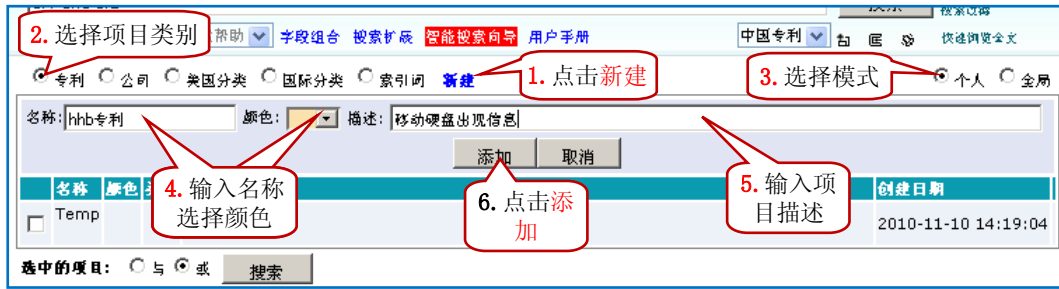 2. 选择项目类别 帮助 字段组合 搜索扩展 智能搜索向导 用户手册 中国专利 快速浏览全文
专利 公司 美国分类 国际分类 索引词 新建 1. 点击新建 3. 选择模式 个人 全局
名称: hhb专利 颜色: 描述: 移动硬盘出现信息
添加 取消
名称 颜色 创建日期
4. 输入名称
选择颜色
5. 输入项
目描述
6. 点击添
加
Temp 2010-11-10 14:19:04
选中的项目: 与 或 搜索